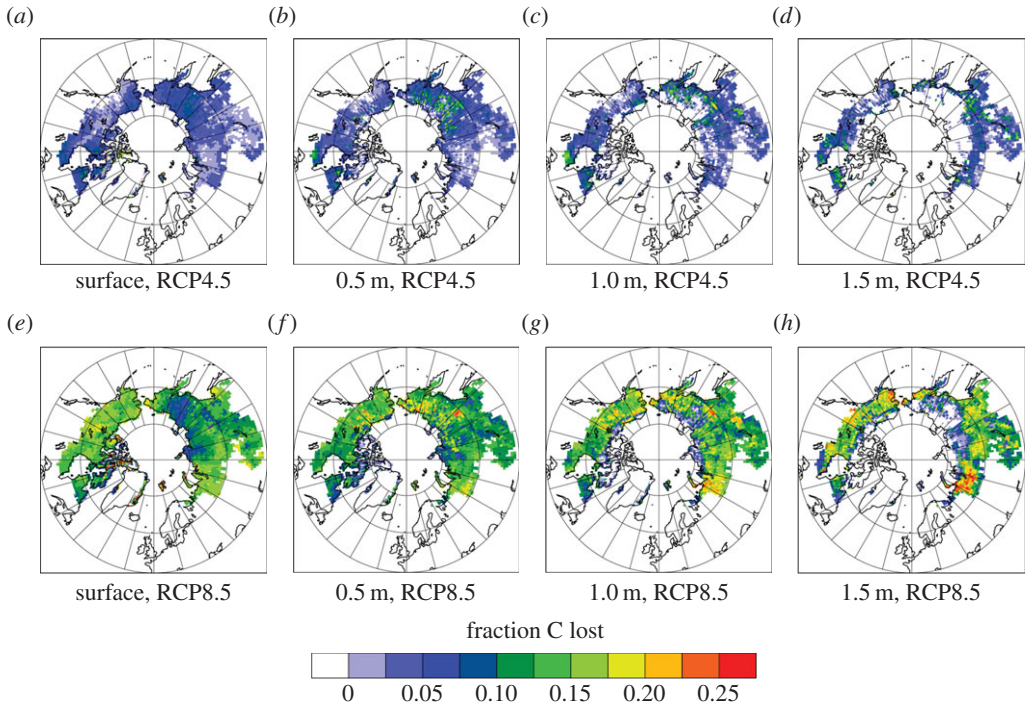 (a) (b) (c) (d)
surface, RCP4.5 0.5 m, RCP4.5 1.0 m, RCP4.5 1.5 m, RCP4.5
(e) (f) (g) (h)
surface, RCP8.5 0.5 m, RCP8.5 1.0 m, RCP8.5 1.5 m, RCP8.5
fraction C lost
0 0.05 0.10 0.15 0.20 0.25